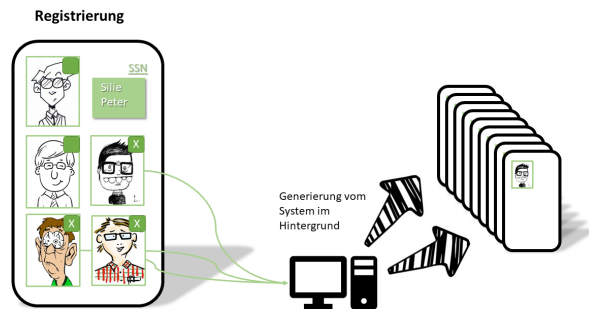 Registrierung
SSN
Silie
Peter
X
X
X
Generierung vom
System im
Hintergrund